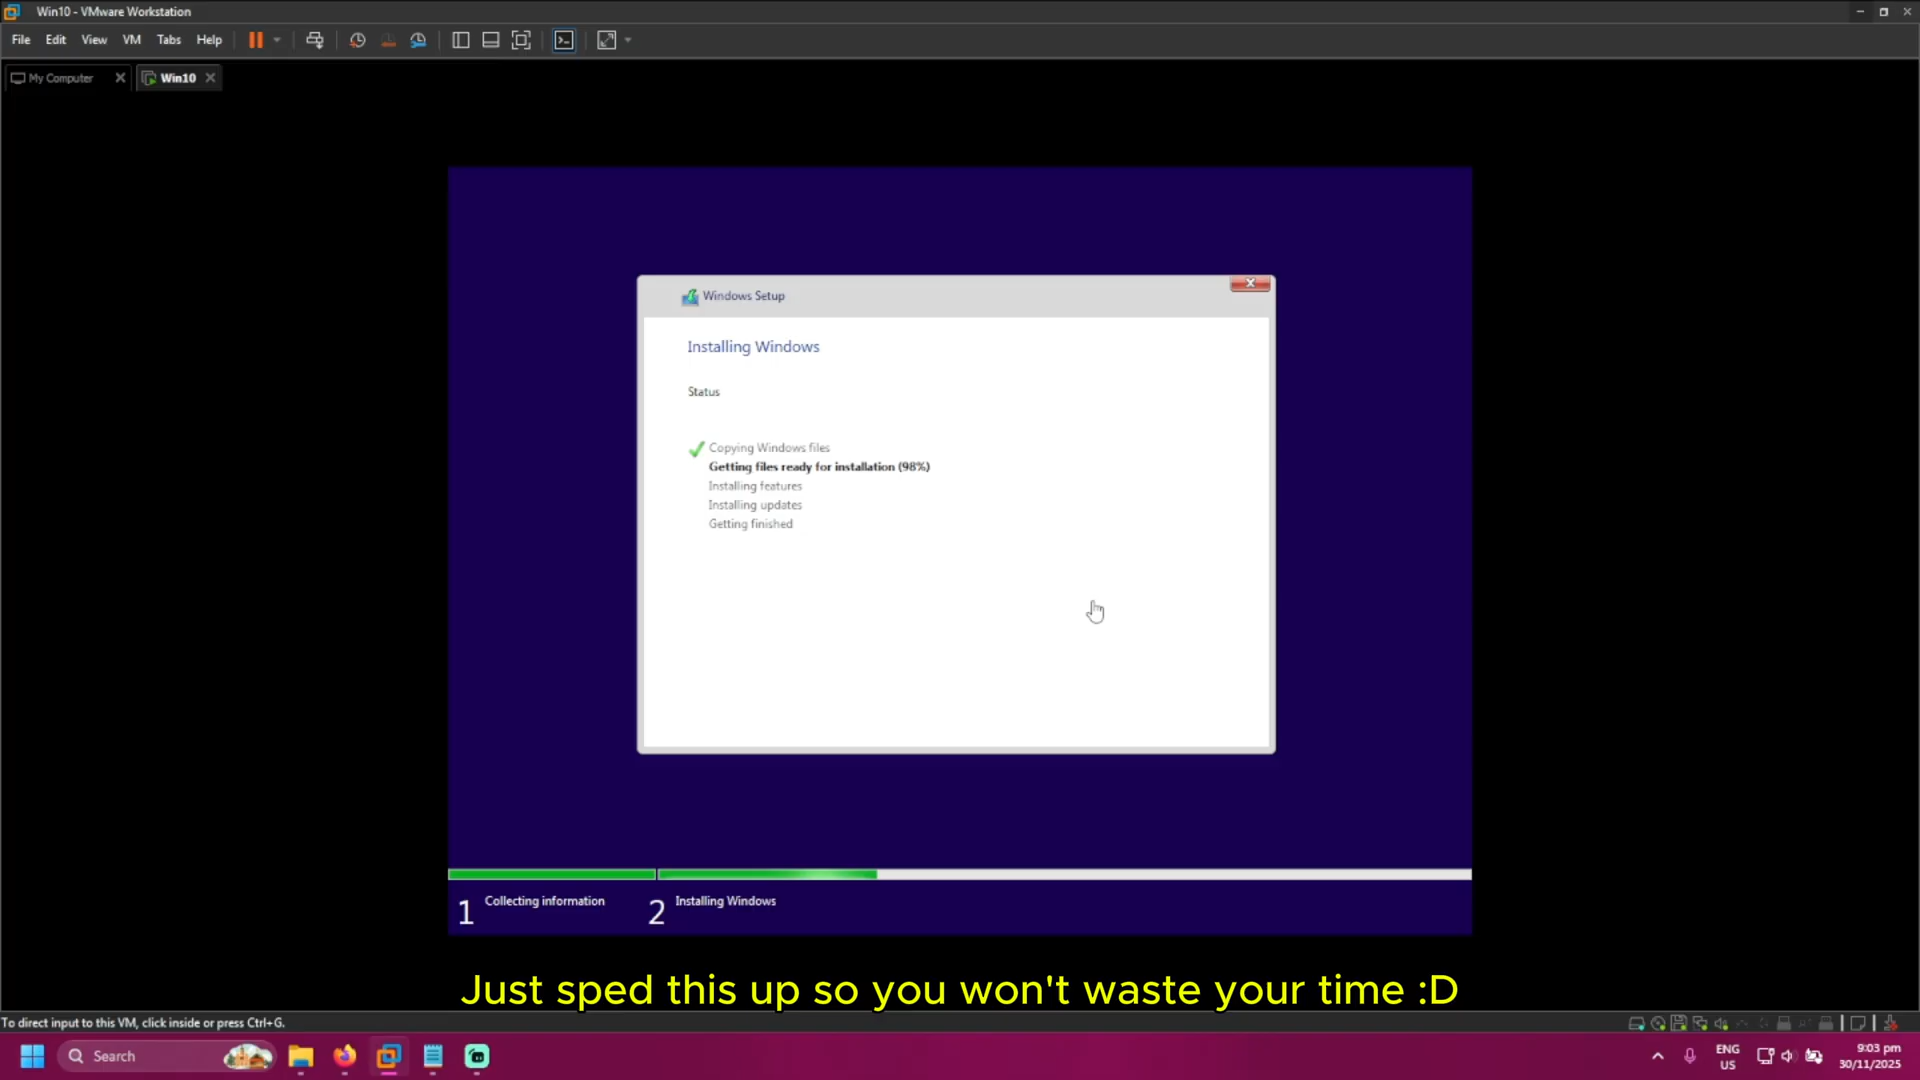 Win10 - VMware Workstation
File Edit View VM Tabs Help
My Computer
Win10
Windows Setup
Installing Windows
Status
Copying Windows files
Getting files ready for installation (98%)
Installing features
Installing updates
Getting finished
1 Collecting information
2 Installing Windows
Just sped this up so you won't waste your time :D
To direct input to this VM, click inside or press Ctrl+G.
Search
ENG
US
9:03 pm
30/11/2025